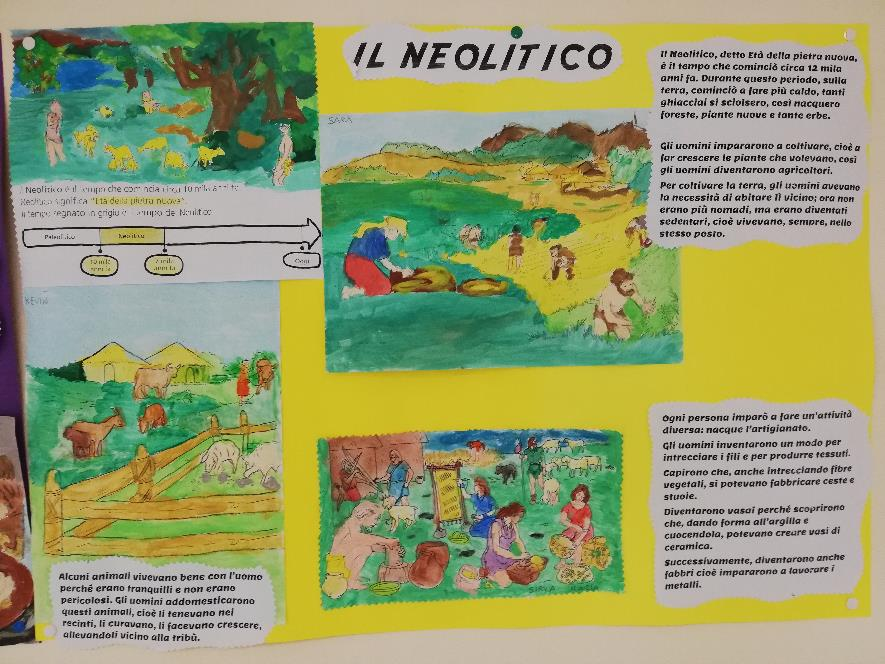 IL NEOLITICO
Il Neolitico, detto Età della pietra nuova,
è il tempo che cominciò circa 12 mila
anni fa. Durante questo periodo, sulla
terra, cominciò a fare più caldo, tanti
ghiacciai si sciolsero, così nacquero
foreste, piante nuove e tante erbe.
Gli uomini impararono a coltivare, cioè a
far crescere le piante che volevano, così
gli uomini diventarono agricoltori.
Per coltivare la terra, gli uomini avevano
la necessità di abitare lì vicino; ora non
erano più nomadi, ma erano diventati
sedentari, cioè vivevano, sempre, nello
stesso posto.
SARA
Il Neolitico è il tempo che comincia circa 10 mila anni fa.
Neolitico significa "Età della pietra nuova".
Il tempo segnato in grigio è il tempo del Neolitico
Paleolitico
Neolitico
10 mila
anni fa
mila
anni fa
Oggi
KEVIN
Alcuni animali vivevano bene con l'uomo
perché erano tranquilli e non erano
pericolosi. Gli uomini addomesticarono
questi animali, cioè li tenevano nei
recinti, li curavano, li facevano crescere,
allevandoli vicino alla tribù.
Ogni persona imparò a fare un'attività
diversa: nacque l'artigianato.
Gli uomini inventarono un modo per
intrecciare i fili e per produrre tessuti.
Capirono che, anche intrecciando fibre
vegetali, si potevano fabbricare ceste e
stuoie.
Diventarono vasai perché scoprirono
che, dando forma all'argilla e
cuocendola, potevano creare vasi di
ceramica.
Successivamente, diventarono anche
fabbri cioè impararono a lavorare i
metalli.